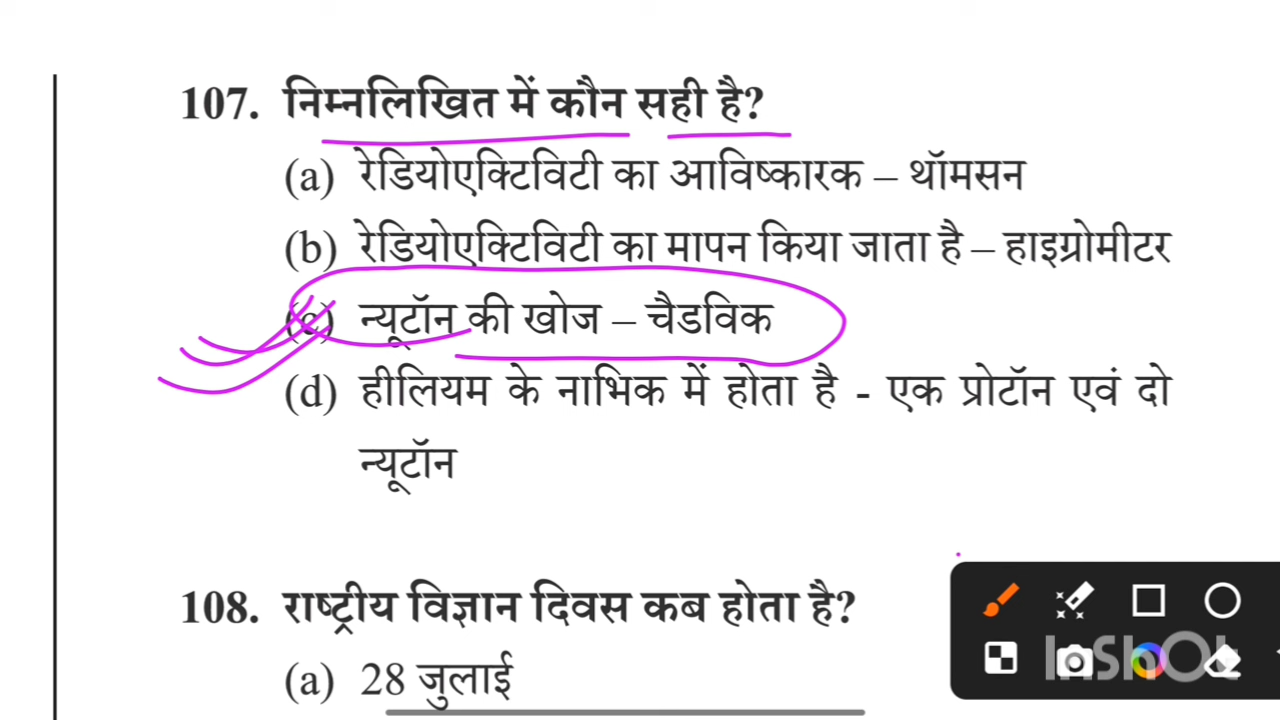 107. निम्नलिखित में कौन सही है?
(a) रेडियोएक्टिविटी का आविष्कारक – थॉमसन
(b) रेडियोएक्टिविटी का मापन किया जाता है – हाइग्रोमीटर
(c) न्यूटॉन की खोज – चैडविक
(d) हीलियम के नाभिक में होता है - एक प्रोटॉन एवं दो
न्यूटॉन
108. राष्ट्रीय विज्ञान दिवस कब होता है?
(a) 28 जुलाई
InShOt